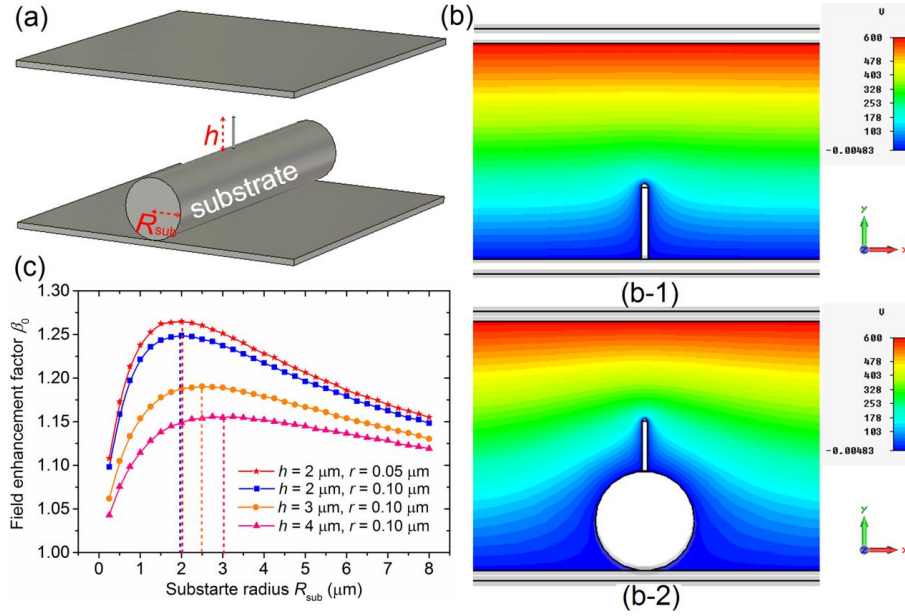 (a)
h
substrate
Rsub
(b)
V
600
478
328
253
178
103
-0.00483
Y
Z
X
(b-1)
V
600
478
328
253
178
103
-0.00483
Y
Z
X
(b-2)
(c)
Field enhancement factor β0
1.30
1.25
1.20
1.15
1.10
1.05
1.00
h = 2 μm, r = 0.05 μm
h = 2 μm, r = 0.10 μm
h = 3 μm, r = 0.10 μm
h = 4 μm, r = 0.10 μm
0 1 2 3 4 5 6 7 8
Substarte radius Rsub (μm)